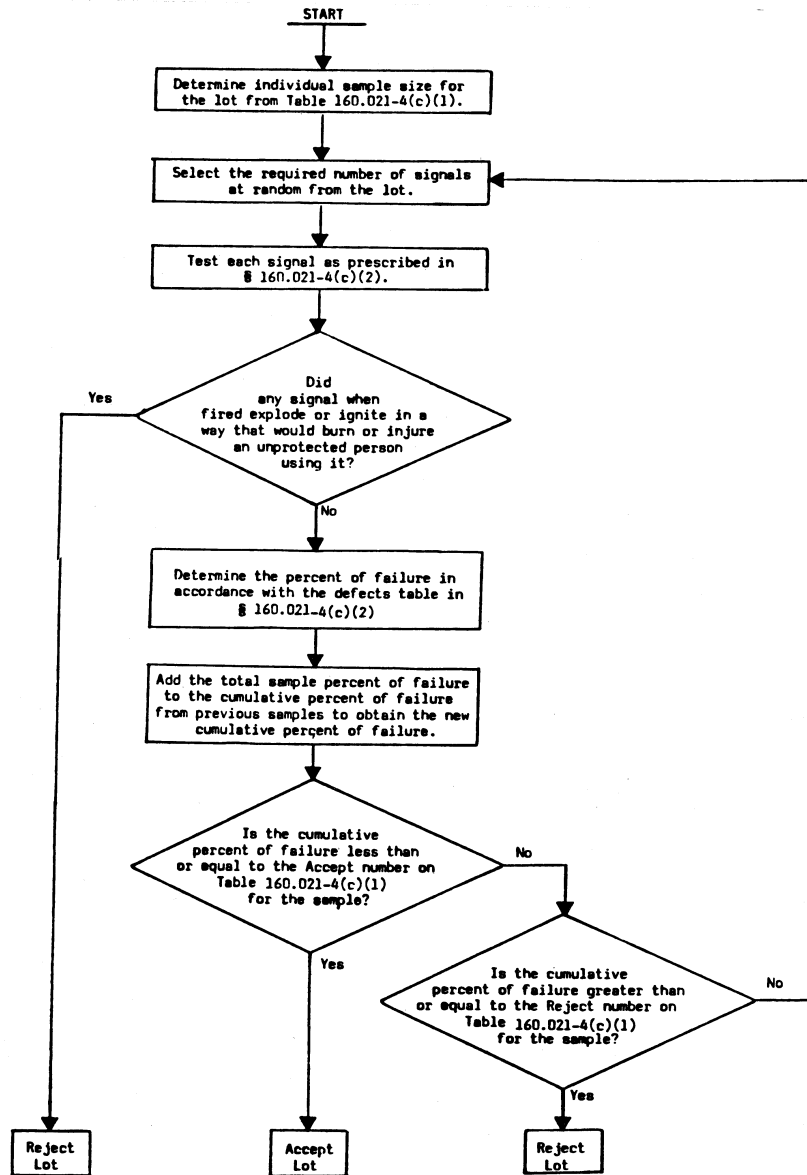 START
Determine individual sample size for
the lot from Table 160.021-4(c)(1).
Select the required number of signals
at random from the lot.
Test each signal as prescribed in
§ 160.021-4(c)(2).
Did
any signal when
fired explode or ignite in a
way that would burn or injure
an unprotected person
using it?
Yes
No
Determine the percent of failure in
accordance with the defects table in
§ 160.021-4(c)(2)
Add the total sample percent of failure
to the cumulative percent of failure
from previous samples to obtain the new
cumulative percent of failure.
Is the cumulative
percent of failure less than
or equal to the Accept number on
Table 160.021-4(c)(1)
for the sample?
No
Yes
Is the cumulative
percent of failure greater than
or equal to the Reject number on
Table 160.021-4(c)(1)
for the sample?
No
Yes
Reject
Lot
Accept
Lot
Reject
Lot